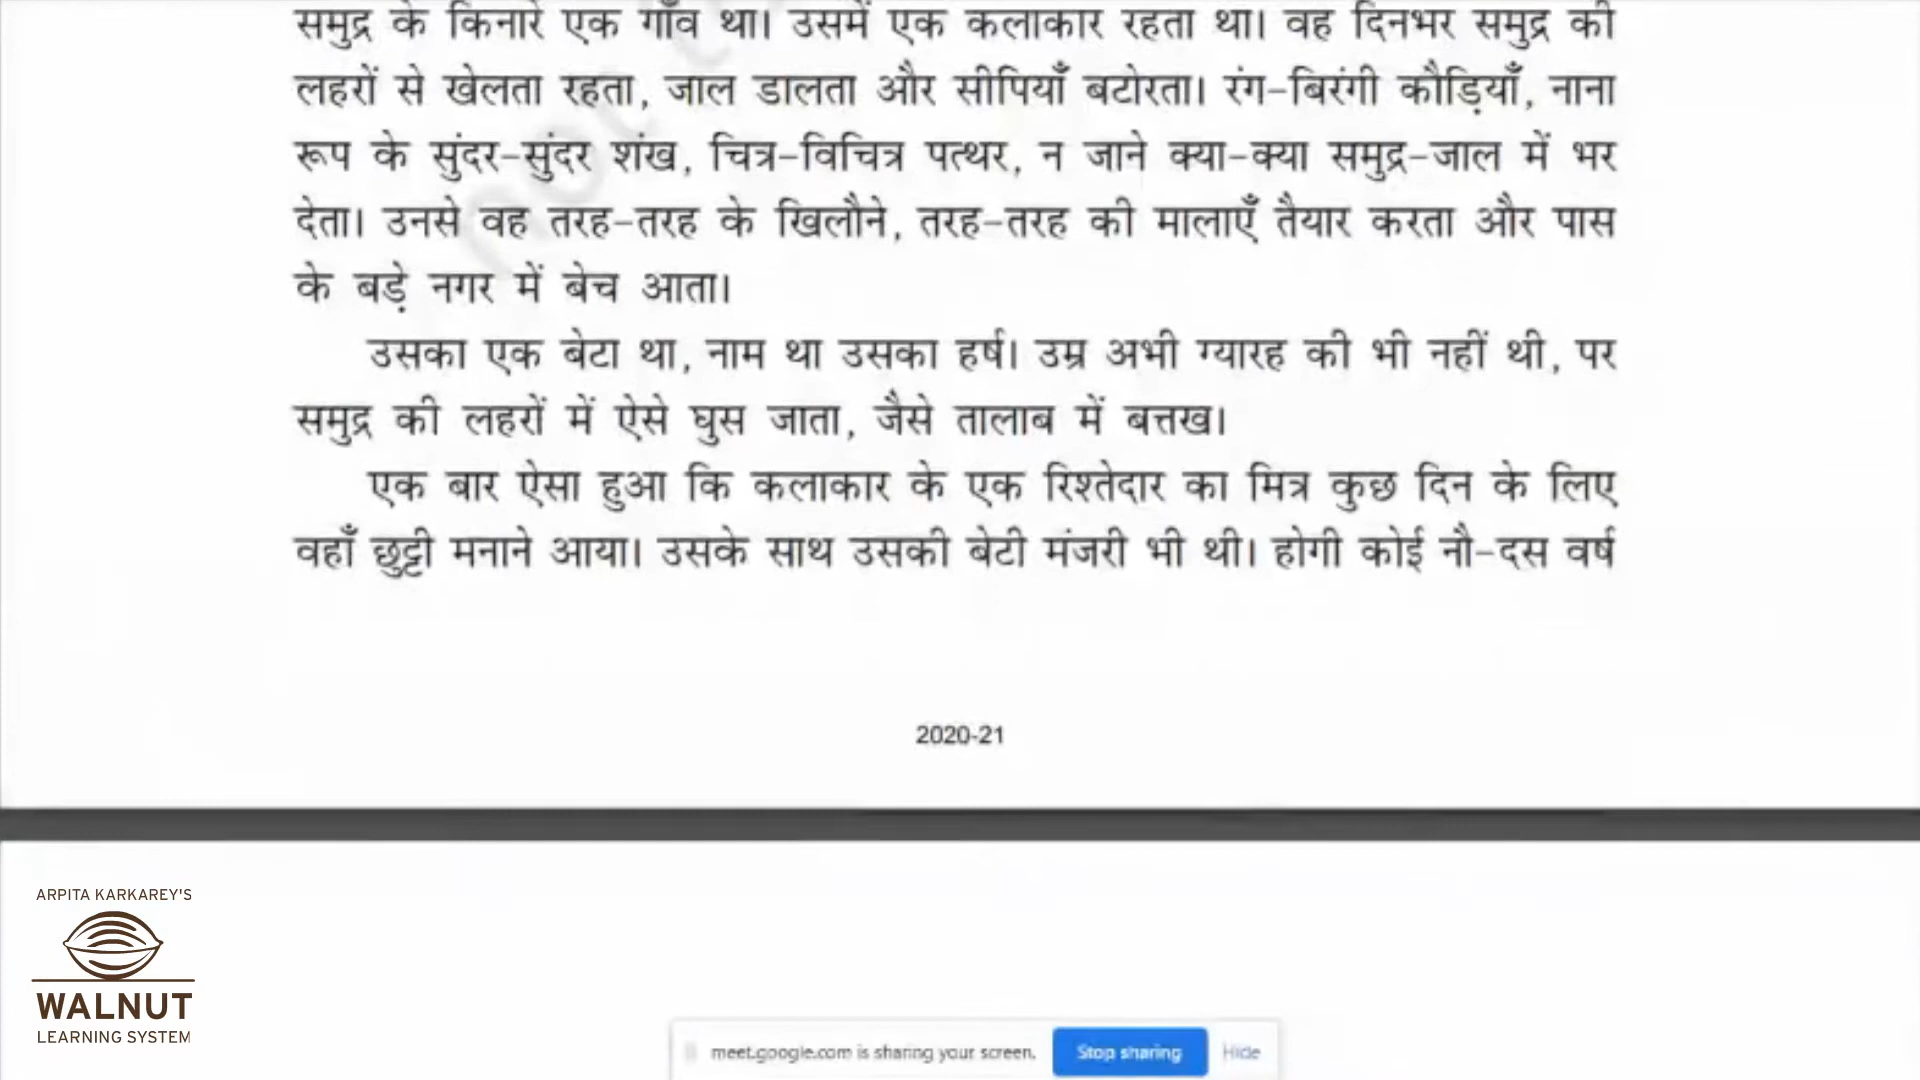 समुद्र के किनारे एक गाँव था। उसमें एक कलाकार रहता था। वह दिनभर समुद्र की
लहरों से खेलता रहता, जाल डालता और सीपियाँ बटोरता। रंग-बिरंगी कौड़ियाँ, नाना
रूप के सुंदर-सुंदर शंख, चित्र-विचित्र पत्थर, न जाने क्या-क्या समुद्र-जाल में भर
देता। उनसे वह तरह-तरह के खिलौने, तरह-तरह की मालाएँ तैयार करता और पास
के बड़े नगर में बेच आता।
उसका एक बेटा था, नाम था उसका हर्ष। उम्र अभी ग्यारह की भी नहीं थी, पर
समुद्र की लहरों में ऐसे घुस जाता, जैसे तालाब में बत्तख।
एक बार ऐसा हुआ कि कलाकार के एक रिश्तेदार का मित्र कुछ दिन के लिए
वहाँ छुट्टी मनाने आया। उसके साथ उसकी बेटी मंजरी भी थी। होगी कोई नौ-दस वर्ष
2020-21
ARPITA KARKAREY'S
WALNUT
LEARNING SYSTEM
meet.google.com is sharing your screen.
Stop sharing
Hide